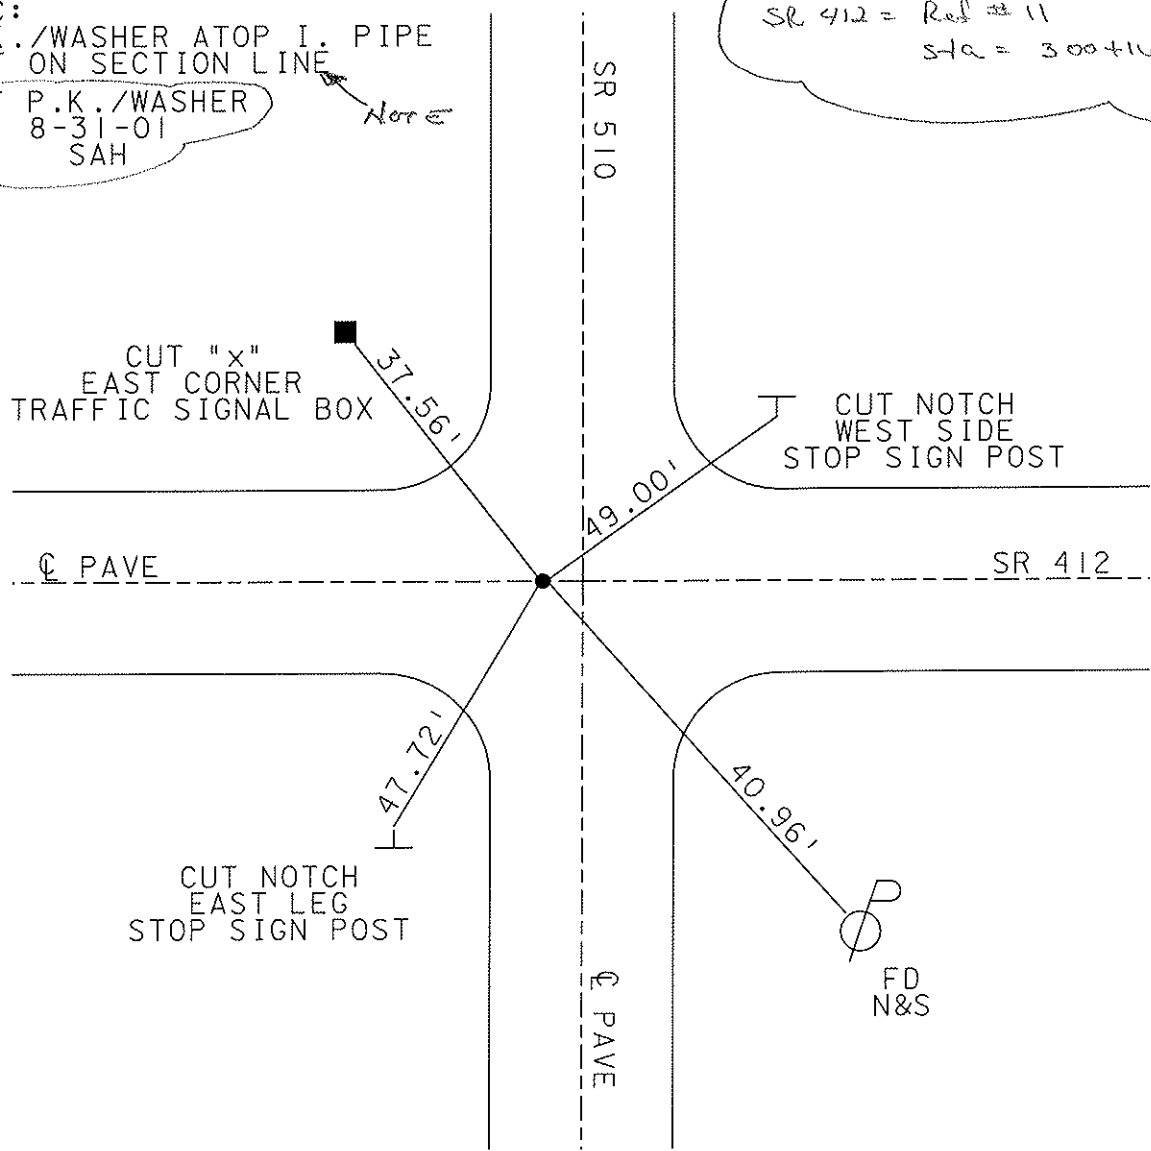 ./WASHER ATOP I. PIPE
ON SECTION LINE
P.K./WASHER
8-31-01
SAH
NOTE
SR 412 = Ref # 11
sta = 300+
SR 510
CUT "x"
EAST CORNER
TRAFFIC SIGNAL BOX
37.56'
CUT NOTCH
WEST SIDE
STOP SIGN POST
49.00'
℄ PAVE
SR 412
47.72'
40.96'
CUT NOTCH
EAST LEG
STOP SIGN POST
FD
N&S
℄ PAVE